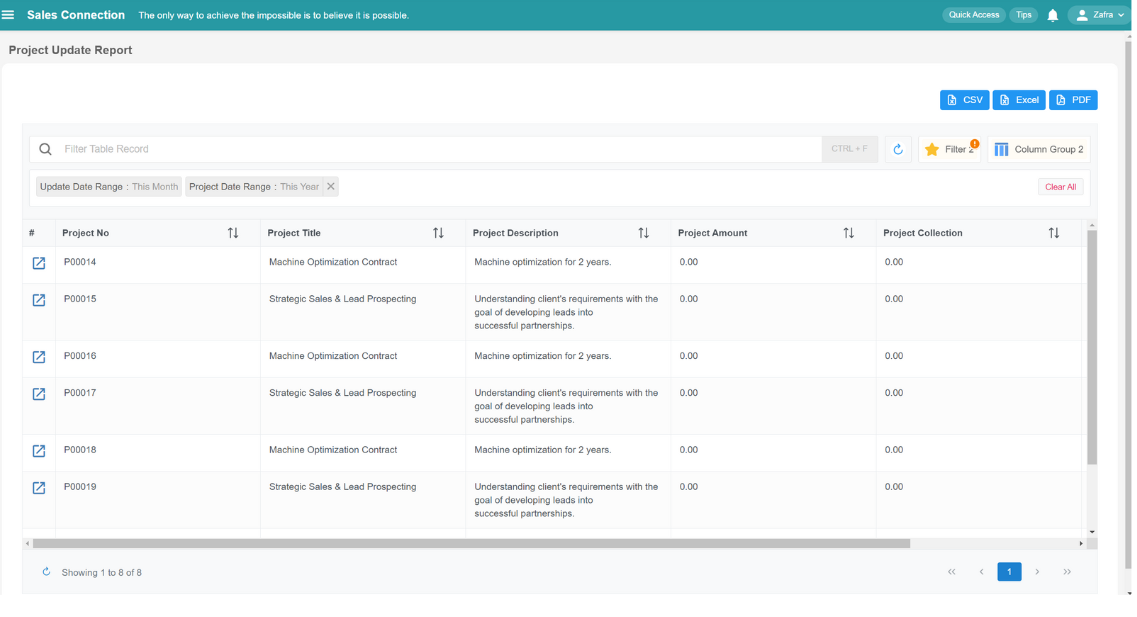 Sales Connection The only way to achieve the impossible is to believe it is possible. Quick Access Tips Zafra
Project Update Report
CSV Excel PDF
Filter Table Record CTRL + F Filter 2 ! Column Group 2
Update Date Range : This Month Project Date Range : This Year Clear All
# Project No Project Title Project Description Project Amount Project Collection
P00014 Machine Optimization Contract Machine optimization for 2 years. 0.00 0.00
P00015 Strategic Sales & Lead Prospecting Understanding client's requirements with the 0.00 0.00
goal of developing leads into
successful partnerships.
P00016 Machine Optimization Contract Machine optimization for 2 years. 0.00 0.00
P00017 Strategic Sales & Lead Prospecting Understanding client's requirements with the 0.00 0.00
goal of developing leads into
successful partnerships.
P00018 Machine Optimization Contract Machine optimization for 2 years. 0.00 0.00
P00019 Strategic Sales & Lead Prospecting Understanding client's requirements with the 0.00 0.00
goal of developing leads into
successful partnerships.
Showing 1 to 8 of 8 1